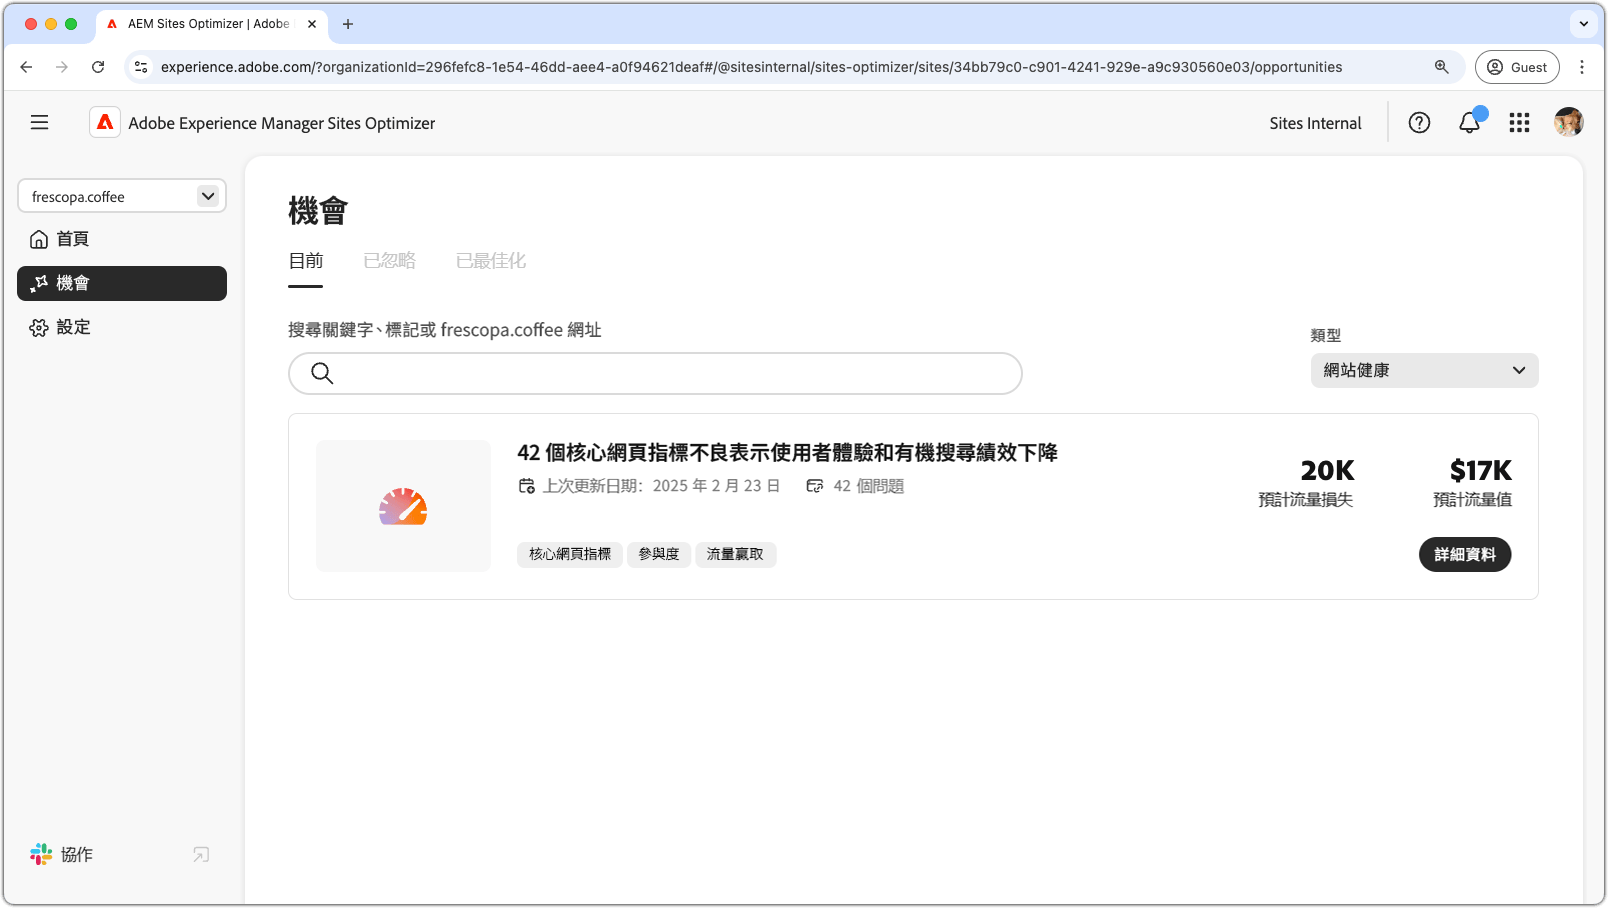 AEM Sites Optimizer | Adobe
experience.adobe.com/?organizationId=296fefc8-1e54-46dd-aee4-a0f94621deaf#/@sitesinternal/sites-optimizer/sites/34bb79c0-c901-4241-929e-a9c930560e03/opportunities
Guest
Adobe Experience Manager Sites Optimizer
Sites Internal
frescopa.coffee
首頁
機會
設定
協作
機會
目前 已忽略 已最佳化
搜尋關鍵字、標記或 frescopa.coffee 網址
類型
網站健康
42 個核心網頁指標不良表示使用者體驗和有機搜尋績效下降
上次更新日期: 2025 年 2 月 23 日 42 個問題
核心網頁指標 參與度 流量贏取
20K
預計流量損失
$17K
預計流量值
詳細資料